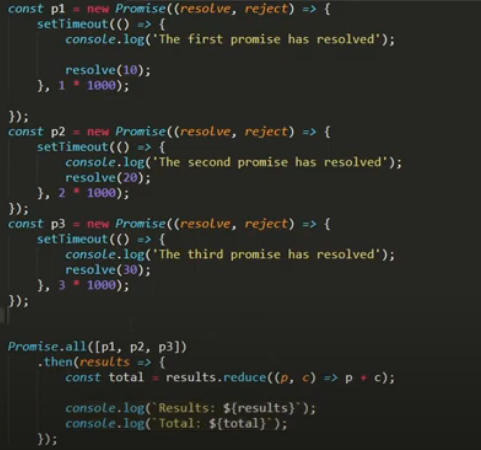 const p1 = new Promise((resolve, reject) => {
    setTimeout(() => {
        console.log('The first promise has resolved');

        resolve(10);
    }, 1 * 1000);

});
const p2 = new Promise((resolve, reject) => {
    setTimeout(() => {
        console.log('The second promise has resolved');
        resolve(20);
    }, 2 * 1000);
});
const p3 = new Promise((resolve, reject) => {
    setTimeout(() => {
        console.log('The third promise has resolved');
        resolve(30);
    }, 3 * 1000);
});

Promise.all([p1, p2, p3])
    .then(results => {
        const total = results.reduce((p, c) => p + c);

        console.log(`Results: ${results}`);
        console.log(`Total: ${total}`);
    });